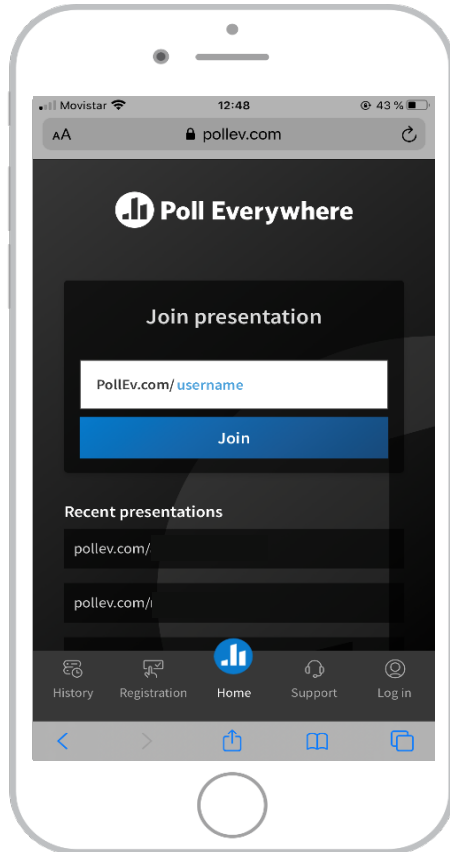 Movistar 12:48 43 %
AA pollev.com
Poll Everywhere
Join presentation
PollEv.com/username
Join
Recent presentations
pollev.com/
pollev.com/
History Registration Home Support Log in